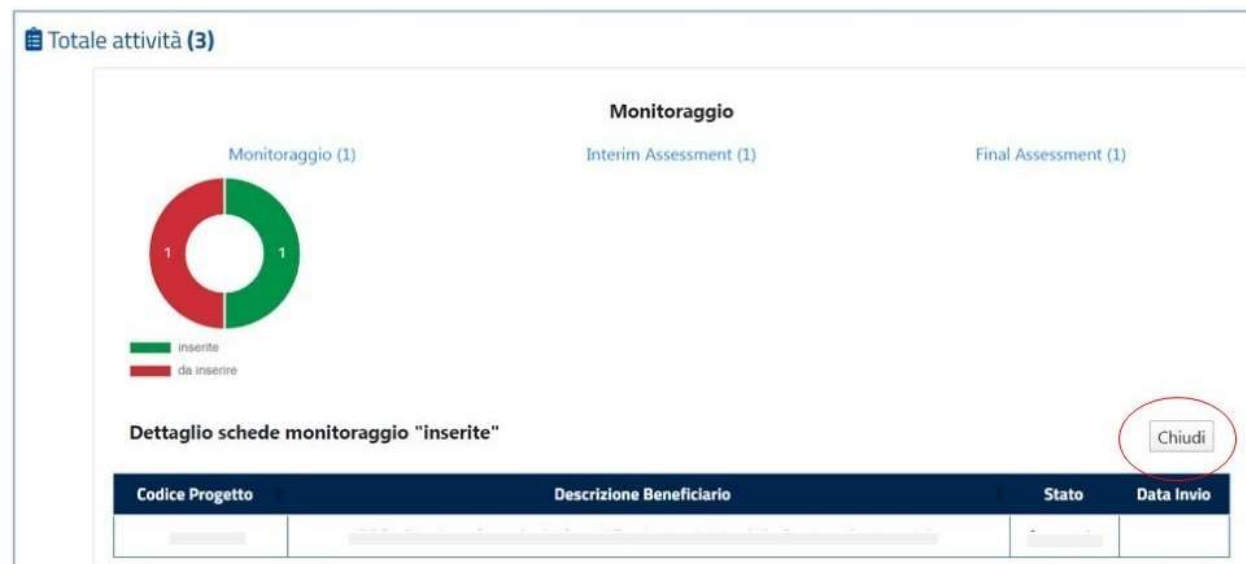 Totale attività (3)
Monitoraggio
Monitoraggio (1) Interim Assessment (1) Final Assessment (1)
1 1
inserite
da inserire
Dettaglio schede monitoraggio "inserite" Chiudi
Codice Progetto Descrizione Beneficiario Stato Data Invio